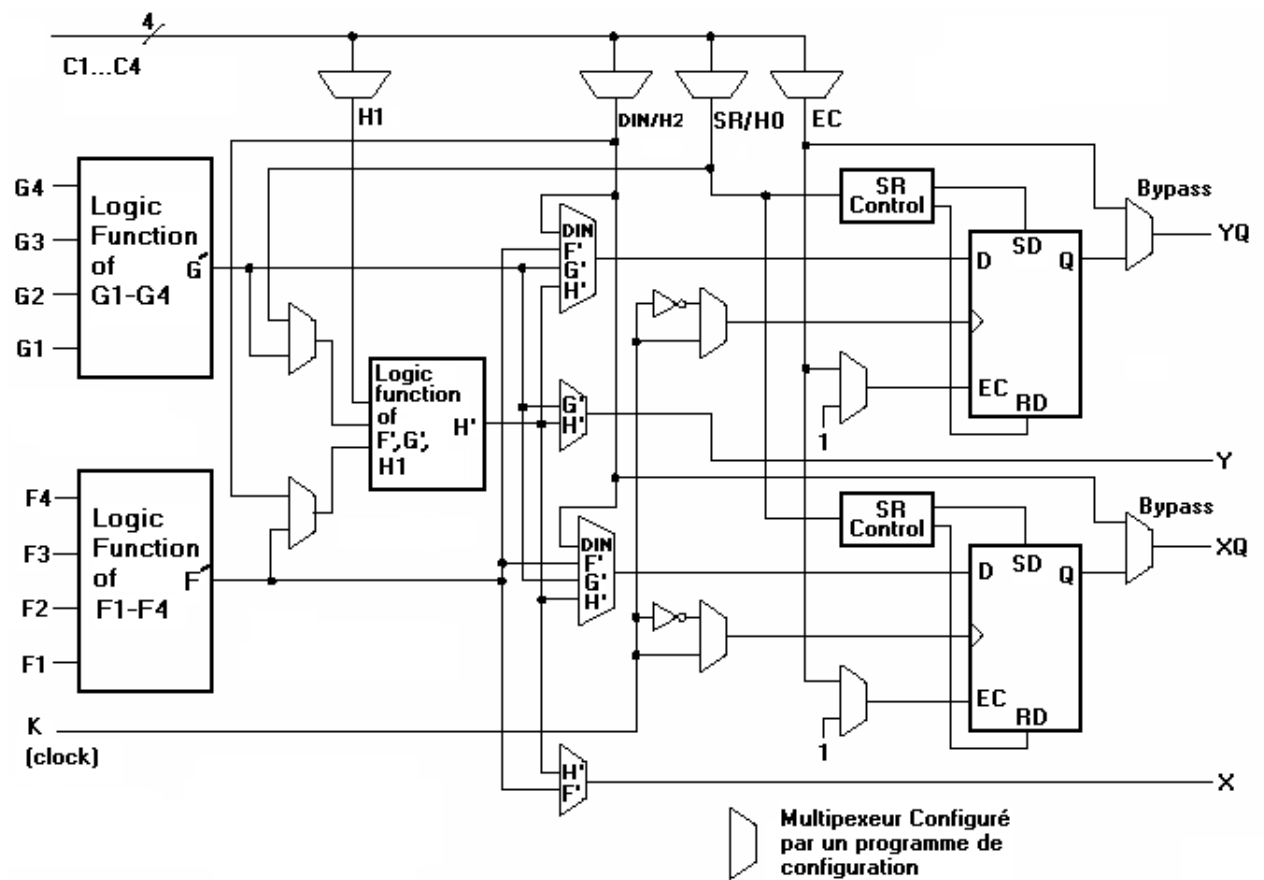 4
C1...C4
H1
DIN/H2
SR/H0
EC
G4
G3
G2
G1
Logic
Function
of
G1-G4
G'
SR
Control
Bypass
YQ
DIN
F'
G'
H'
D
SD
Q
EC
RD
1
Logic
function
of
F',G',
H1
H'
G'
H'
Y
F4
F3
F2
F1
Logic
Function
of
F1-F4
F'
SR
Control
Bypass
XQ
DIN
F'
G'
H'
D
SD
Q
EC
RD
1
K
(clock)
H'
F'
X
Multipexeur Configuré
par un programme de
configuration